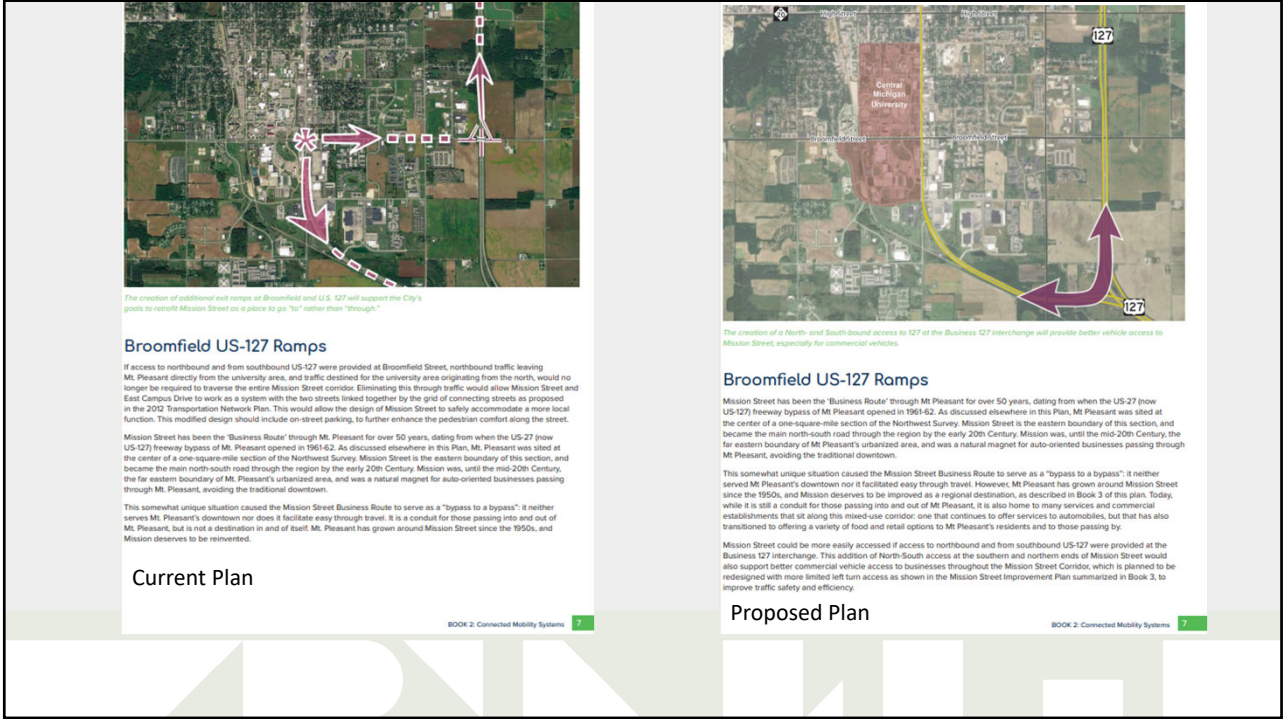 The creation of additional exit ramps at Broomfield and U.S. 127 will support the City's
goals to retrofit Mission Street as a place to go "to" rather than "through."
Broomfield US-127 Ramps
If access to northbound and from southbound US-127 were provided at Broomfield Street, northbound traffic leaving
Mt. Pleasant directly from the university area, and traffic destined for the university area originating from the north, would no
longer be required to traverse the entire Mission Street corridor. Eliminating this through traffic would allow Mission Street and
East Campus Drive to work as a system with the two streets linked together by the grid of connecting streets as proposed
in the 2012 Transportation Network Plan. This would allow the design of Mission Street to safely accommodate a more local
function. This modified design should include on-street parking, to further enhance the pedestrian comfort along the street.
Mission Street has been the 'Business Route' through Mt. Pleasant for over 50 years, dating from when the US-27 (now
US-127) freeway bypass of Mt. Pleasant opened in 1961-62. As discussed elsewhere in this Plan, Mt. Pleasant was sited at
the center of a one-square-mile section of the Northwest Survey. Mission Street is the eastern boundary of this section, and
became the main north-south road through the region by the early 20th Century. Mission was, until the mid-20th Century,
the far eastern boundary of Mt. Pleasant's urbanized area, and was a natural magnet for auto-oriented businesses passing
through Mt. Pleasant, avoiding the traditional downtown.
This somewhat unique situation caused the Mission Street Business Route to serve as a "bypass to a bypass": it neither
serves Mt. Pleasant's downtown nor does it facilitate easy through travel. It is a conduit for those passing into and out of
Mt. Pleasant, but is not a destination in and of itself. Mt. Pleasant has grown around Mission Street since the 1950s, and
Mission deserves to be reinvented.
Current Plan
BOOK 2: Connected Mobility Systems 7
20
High Street
High Street
127
Central
Michigan
University
Broomfield Street
Broomfield Street
127
The creation of a North- and South-bound access to 127 at the Business 127 interchange will provide better vehicle access to
Mission Street, especially for commercial vehicles.
Broomfield US-127 Ramps
Mission Street has been the 'Business Route' through Mt Pleasant for over 50 years, dating from when the US-27 (now
US-127) freeway bypass of Mt Pleasant opened in 1961-62. As discussed elsewhere in this Plan, Mt Pleasant was sited at
the center of a one-square-mile section of the Northwest Survey. Mission Street is the eastern boundary of this section, and
became the main north-south road through the region by the early 20th Century. Mission was, until the mid-20th Century, the
far eastern boundary of Mt Pleasant's urbanized area, and was a natural magnet for auto-oriented businesses passing through
Mt Pleasant, avoiding the traditional downtown.
This somewhat unique situation caused the Mission Street Business Route to serve as a "bypass to a bypass": it neither
served Mt Pleasant's downtown nor it facilitated easy through travel. However, Mt Pleasant has grown around Mission Street
since the 1950s, and Mission deserves to be improved as a regional destination, as described in Book 3 of this plan. Today,
while it is still a conduit for those passing into and out of Mt Pleasant, it is also home to many services and commercial
establishments that sit along this mixed-use corridor: one that continues to offer services to automobiles, but that has also
transitioned to offering a variety of food and retail options to Mt Pleasant's residents and to those passing by.
Mission Street could be more easily accessed if access to northbound and from southbound US-127 were provided at the
Business 127 interchange. This addition of North-South access at the southern and northern ends of Mission Street would
also support better commercial vehicle access to businesses throughout the Mission Street Corridor, which is planned to be
redesigned with more limited left turn access as shown in the Mission Street Improvement Plan summarized in Book 3, to
improve traffic safety and efficiency.
Proposed Plan
BOOK 2: Connected Mobility Systems 7